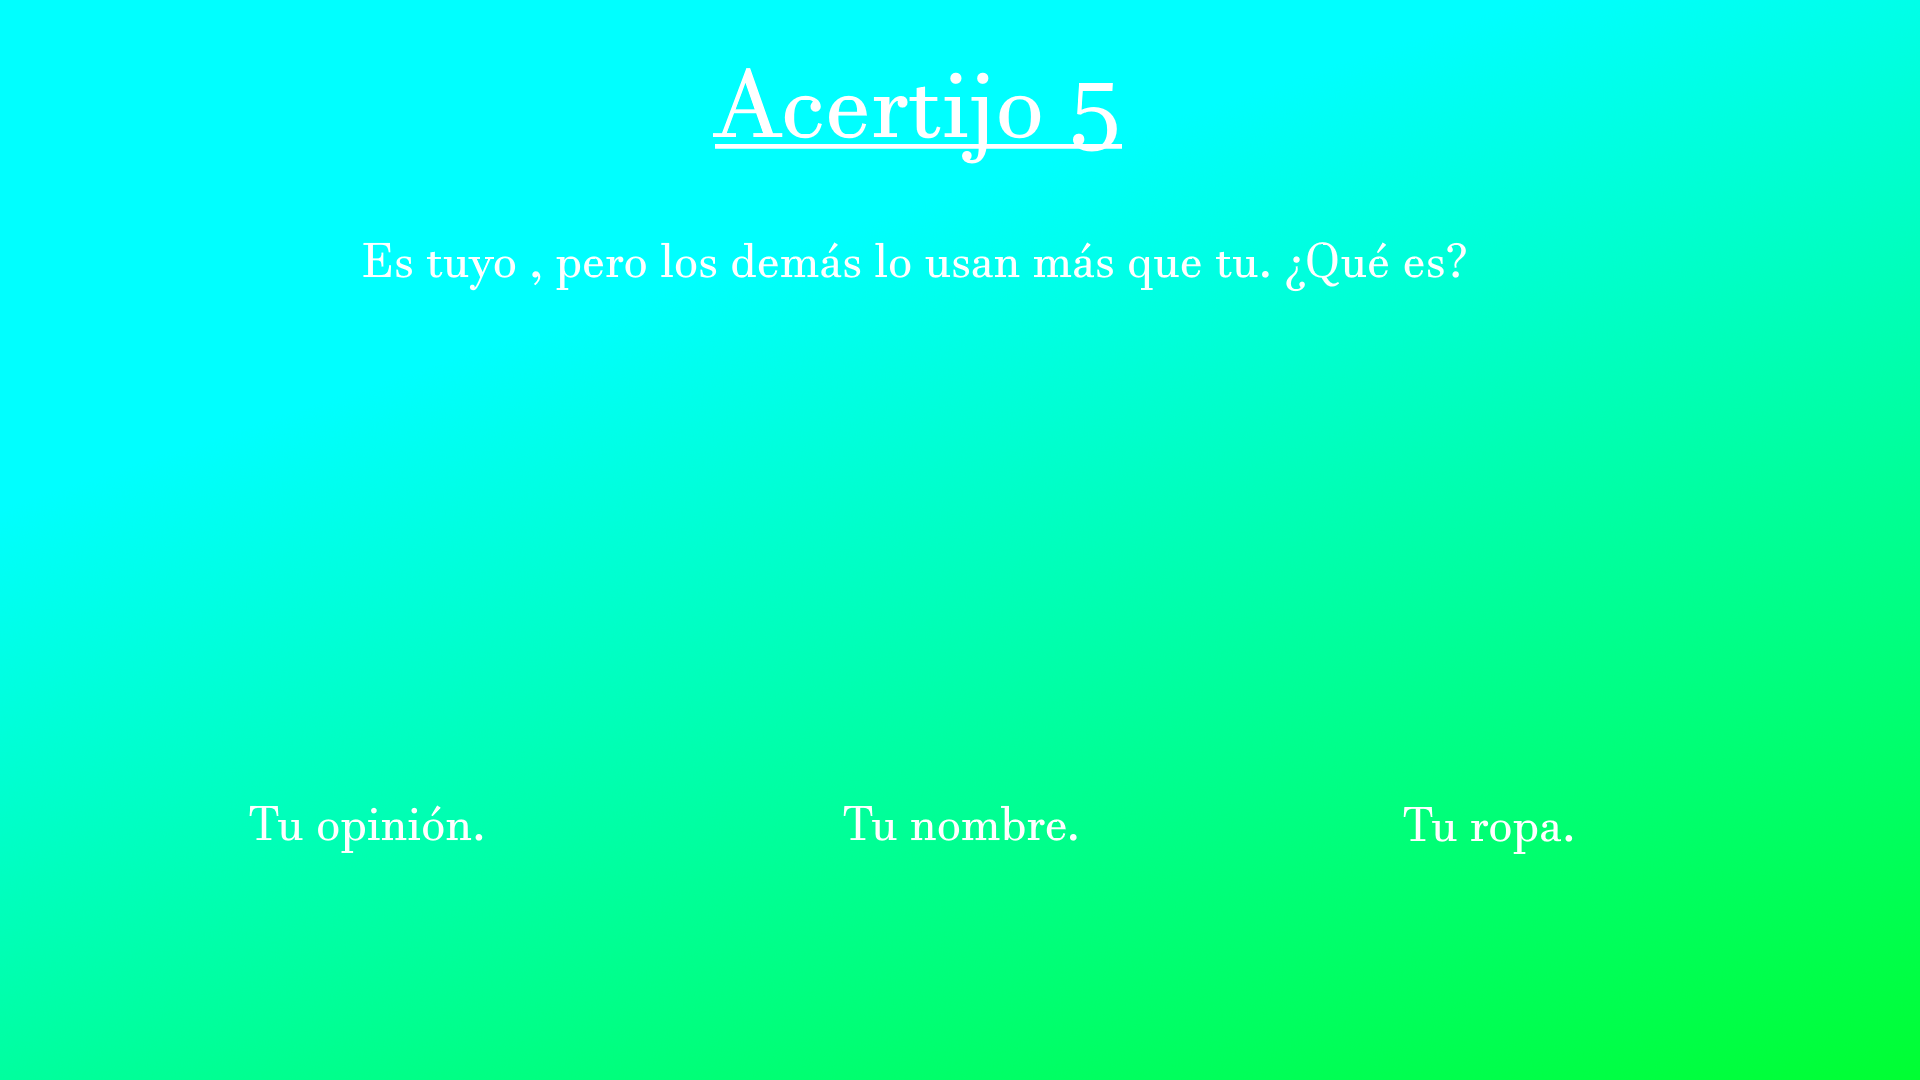 Acertijo 5
Es tuyo , pero los demás lo usan más que tu. ¿Qué es?
Tu opinión.
Tu nombre.
Tu ropa.